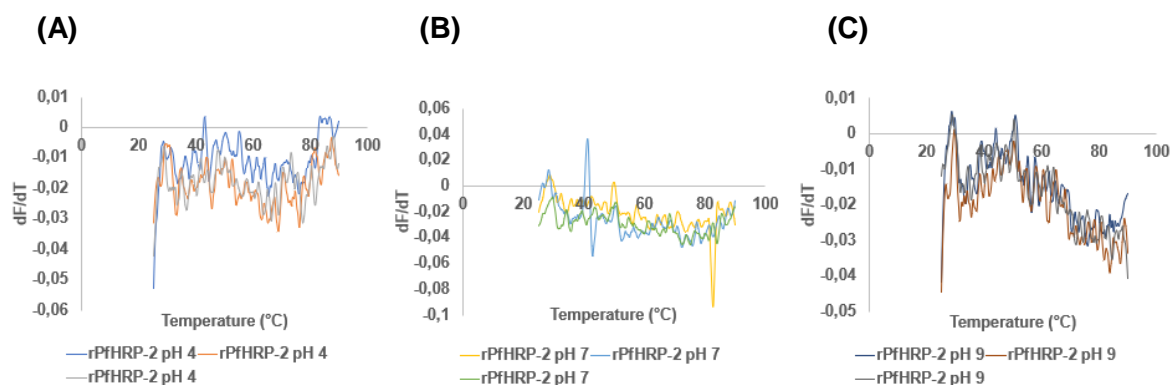 (A)
0,01
0
-0,01
-0,02
-0,03
-0,04
-0,05
-0,06
0 20 40 60 80 100
dF/dT
Temperature (°C)
rPfHRP-2 pH 4 rPfHRP-2 pH 4
rPfHRP-2 pH 4
(B)
0,06
0,04
0,02
0
-0,02
-0,04
-0,06
-0,08
-0,1
0 20 40 60 80 100
dF/dT
Temperature (°C)
rPfHRP-2 pH 7 rPfHRP-2 pH 7
rPfHRP-2 pH 7
(C)
0,01
0
-0,01
-0,02
-0,03
-0,04
-0,05
0 20 40 60 80 100
dF/dT
Temperature (°C)
rPfHRP-2 pH 9 rPfHRP-2 pH 9
rPfHRP-2 pH 9